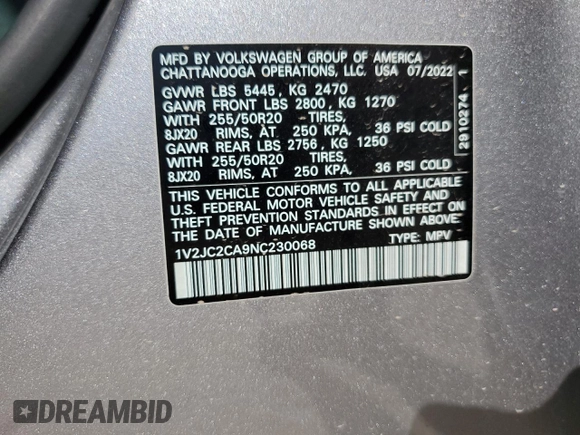 MFD BY VOLKSWAGEN GROUP OF AMERICA
CHATTANOOGA OPERATIONS, LLC. USA 07/2022
GVWR LBS 5445, KG 2470
GAWR FRONT LBS 2800, KG 1270
WITH 255/50R20 TIRES,
8JX20 RIMS, AT 250 KPA, 36 PSI COLD
GAWR REAR LBS 2756, KG 1250
WITH 255/50R20 TIRES,
8JX20 RIMS, AT 250 KPA, 36 PSI COLD
THIS VEHICLE CONFORMS TO ALL APPLICABLE
U.S. FEDERAL MOTOR VEHICLE SAFETY AND
THEFT PREVENTION STANDARDS IN EFFECT ON
THE DATE OF MANUFACTURE SHOWN ABOVE
1V2JC2CA9NC230068 TYPE: MPV
2910274 1
DREAMBID